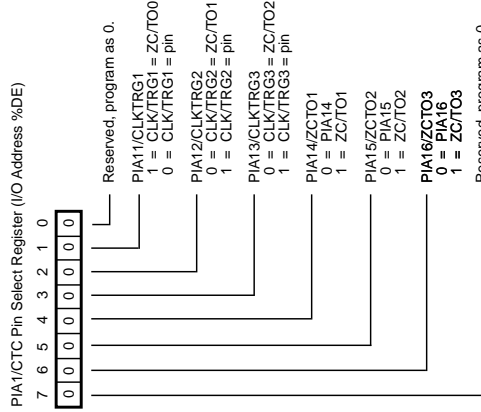 PIA1/CTC Pin Select Register (I/O Address %DE)
7 6 5 4 3 2 1 0
0 0 0 0 0 0 0 0
Reserved, program as 0.
PIA11/CLKTRG1
1 = CLK/TRG1 = ZC/TO0
0 = CLK/TRG1 = pin
PIA12/CLKTRG2
0 = CLK/TRG2 = ZC/TO1
1 = CLK/TRG2 = pin
PIA13/CLKTRG3
0 = CLK/TRG3 = ZC/TO2
1 = CLK/TRG3 = pin
PIA14/ZCTO1
0 = PIA14
1 = ZC/TO1
PIA15/ZCTO2
0 = PIA15
1 = ZC/TO2
PIA16/ZCTO3
0 = PIA16
1 = ZC/TO3
Reserved, program as 0